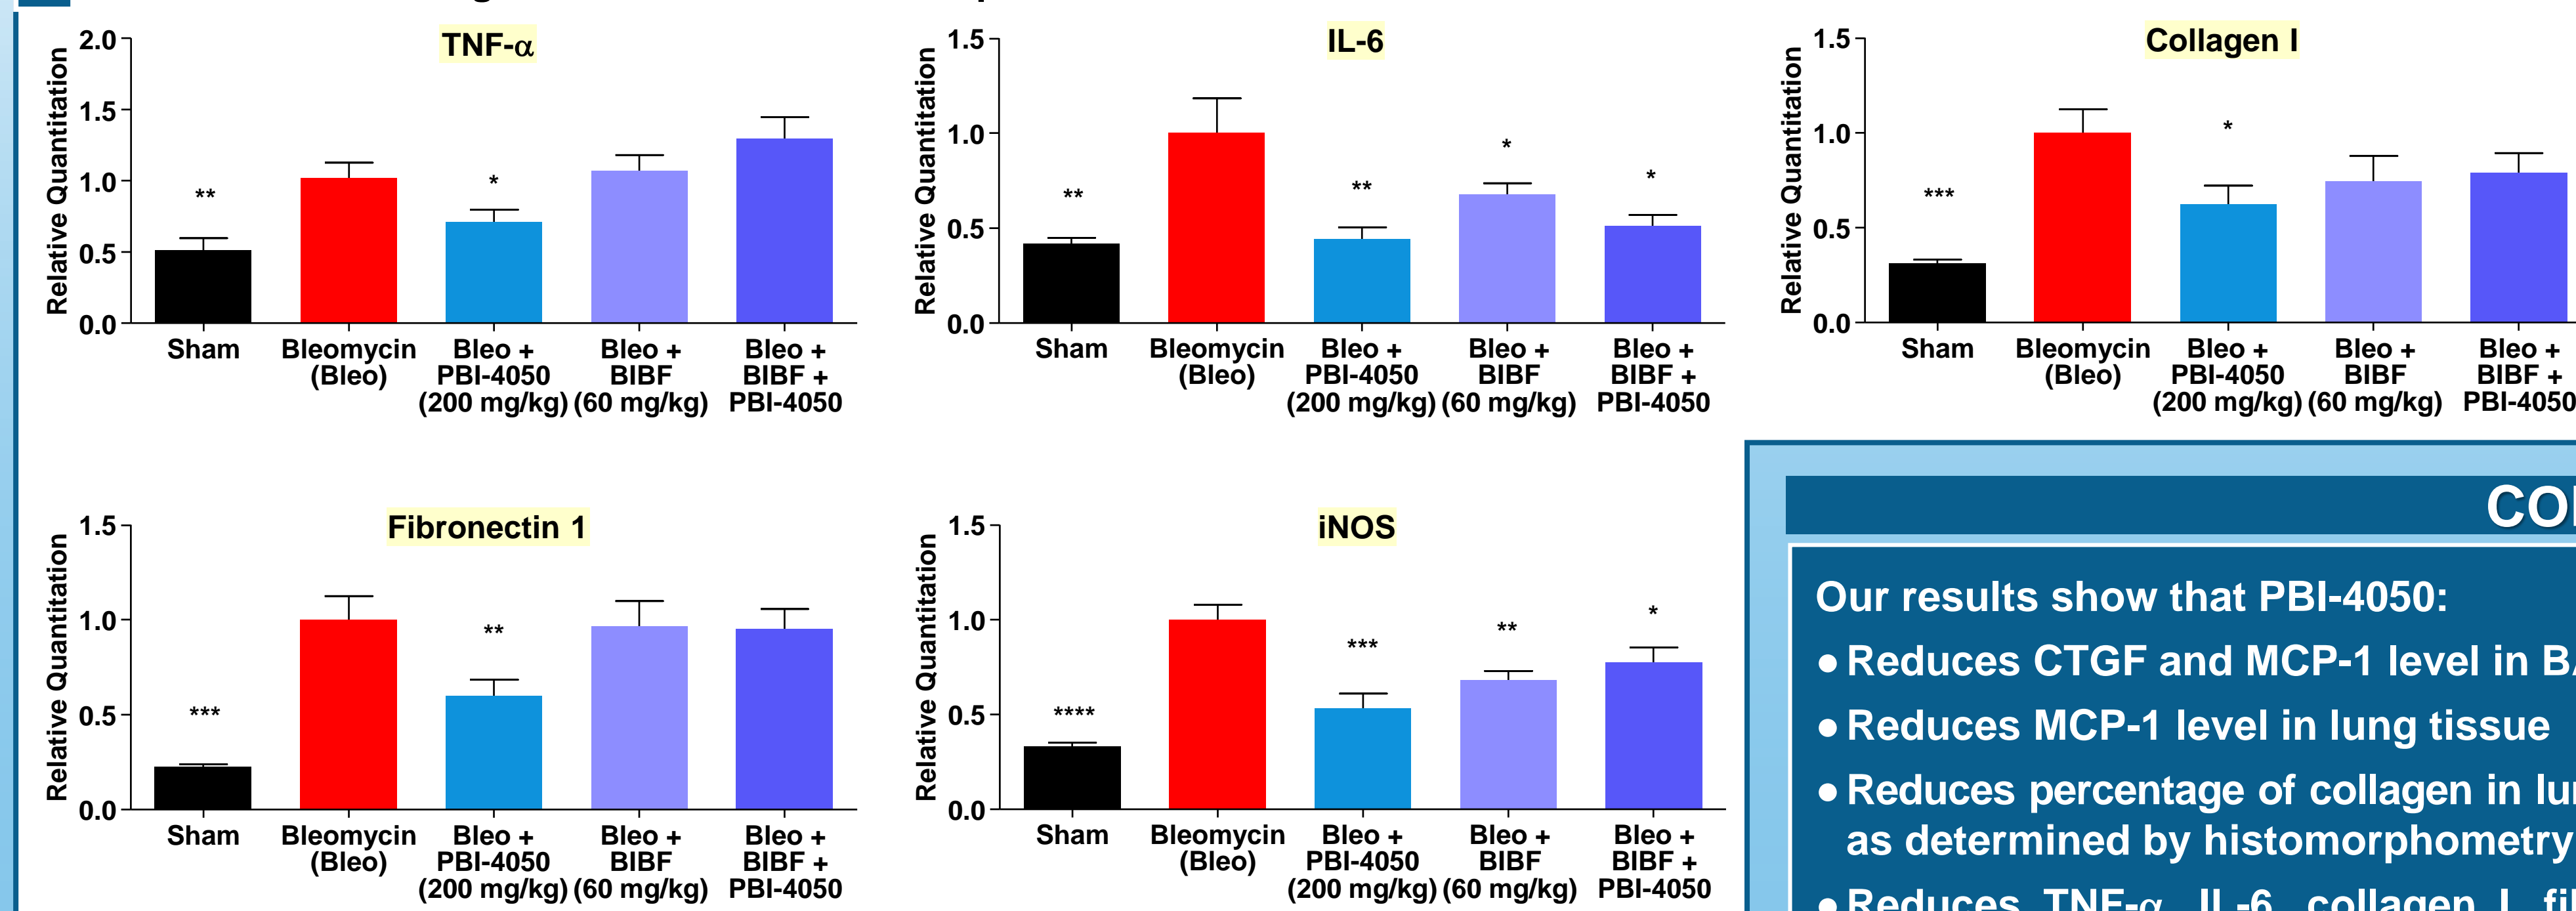 TNF-α
2.0
1.5
1.0
0.5
0.0
Relative Quantitation
**
*
Sham
Bleomycin
(Bleo)
Bleo +
PBI-4050
(200 mg/kg)
Bleo +
BIBF
(60 mg/kg)
Bleo +
BIBF +
PBI-4050
IL-6
1.5
1.0
0.5
0.0
Relative Quantitation
**
**
*
*
Sham
Bleomycin
(Bleo)
Bleo +
PBI-4050
(200 mg/kg)
Bleo +
BIBF
(60 mg/kg)
Bleo +
BIBF +
PBI-4050
Collagen I
1.5
1.0
0.5
0.0
Relative Quantitation
***
*
Sham
Bleomycin
(Bleo)
Bleo +
PBI-4050
(200 mg/kg)
Bleo +
BIBF
(60 mg/kg)
Bleo +
BIBF +
PBI-4050
Fibronectin 1
1.5
1.0
0.5
0.0
Relative Quantitation
***
**
Sham
Bleomycin
(Bleo)
Bleo +
PBI-4050
(200 mg/kg)
Bleo +
BIBF
(60 mg/kg)
Bleo +
BIBF +
PBI-4050
iNOS
1.5
1.0
0.5
0.0
Relative Quantitation
****
***
**
*
Sham
Bleomycin
(Bleo)
Bleo +
PBI-4050
(200 mg/kg)
Bleo +
BIBF
(60 mg/kg)
Bleo +
BIBF +
PBI-4050
Our results show that PBI-4050:
● Reduces CTGF and MCP-1 level in
● Reduces MCP-1 level in lung tissue
● Reduces percentage of collagen in
as determined by histomorphometry
● Reduces TNF-α, IL-6, collagen I,